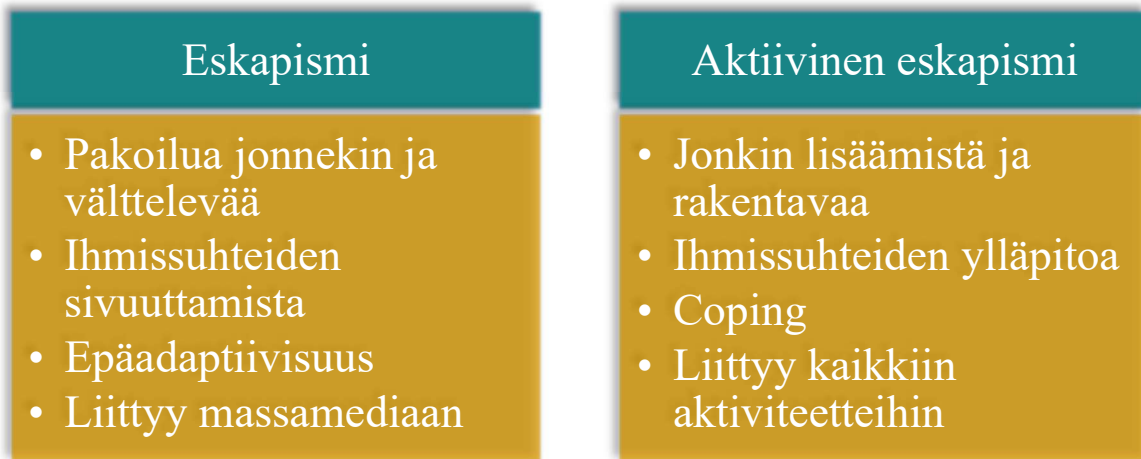 Eskapismi
• Pakoilua jonnekin ja
välttelevää
• Ihmissuhteiden
sivuuttamista
• Epäadaptiivisuus
• Liittyy massamediaan
Aktiivinen eskapismi
• Jonkin lisäämistä ja
rakentavaa
• Ihmissuhteiden ylläpitoa
• Coping
• Liittyy kaikkiin
aktiviteetteihin